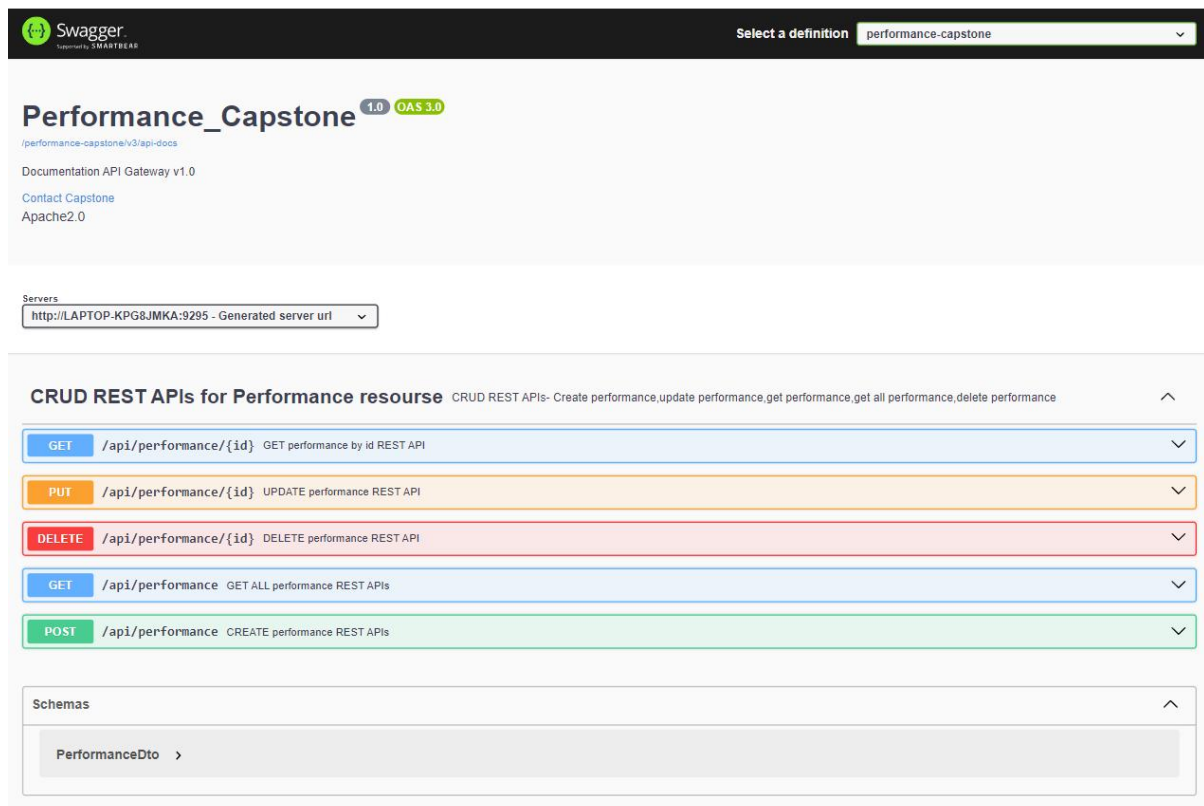 {···} Swagger.
Supported by SMARTBEAR
Select a definition performance-capstone
Performance_Capstone 1.0 OAS 3.0
/performance-capstone/v3/api-docs
Documentation API Gateway v1.0
Contact Capstone
Apache2.0
Servers
http://LAPTOP-KPG8JMKA:9295 - Generated server url
CRUD REST APIs for Performance resourse CRUD REST APIs- Create performance,update performance,get performance,get all performance,delete performance
GET /api/performance/{id} GET performance by id REST API
PUT /api/performance/{id} UPDATE performance REST API
DELETE /api/performance/{id} DELETE performance REST API
GET /api/performance GET ALL performance REST APIs
POST /api/performance CREATE performance REST APIs
Schemas
PerformanceDto